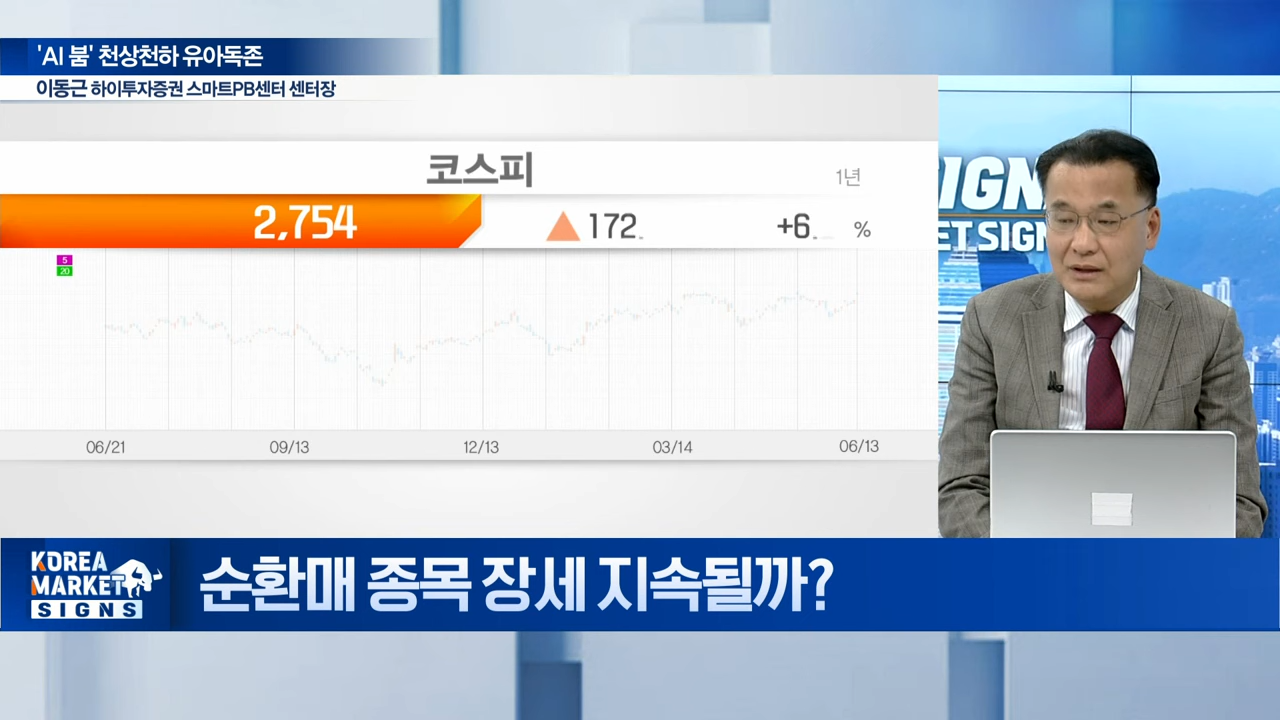 'AI 붐' 천상천하 유아독존
이동근 하이투자증권 스마트PB센터 센터장
코스피
1년
2,754
172
+6
%
5
20
06/21
09/13
12/13
03/14
06/13
SIGN
ET SIGN
KOREA
MARKET
SIGNS
순환매 종목 장세 지속될까?